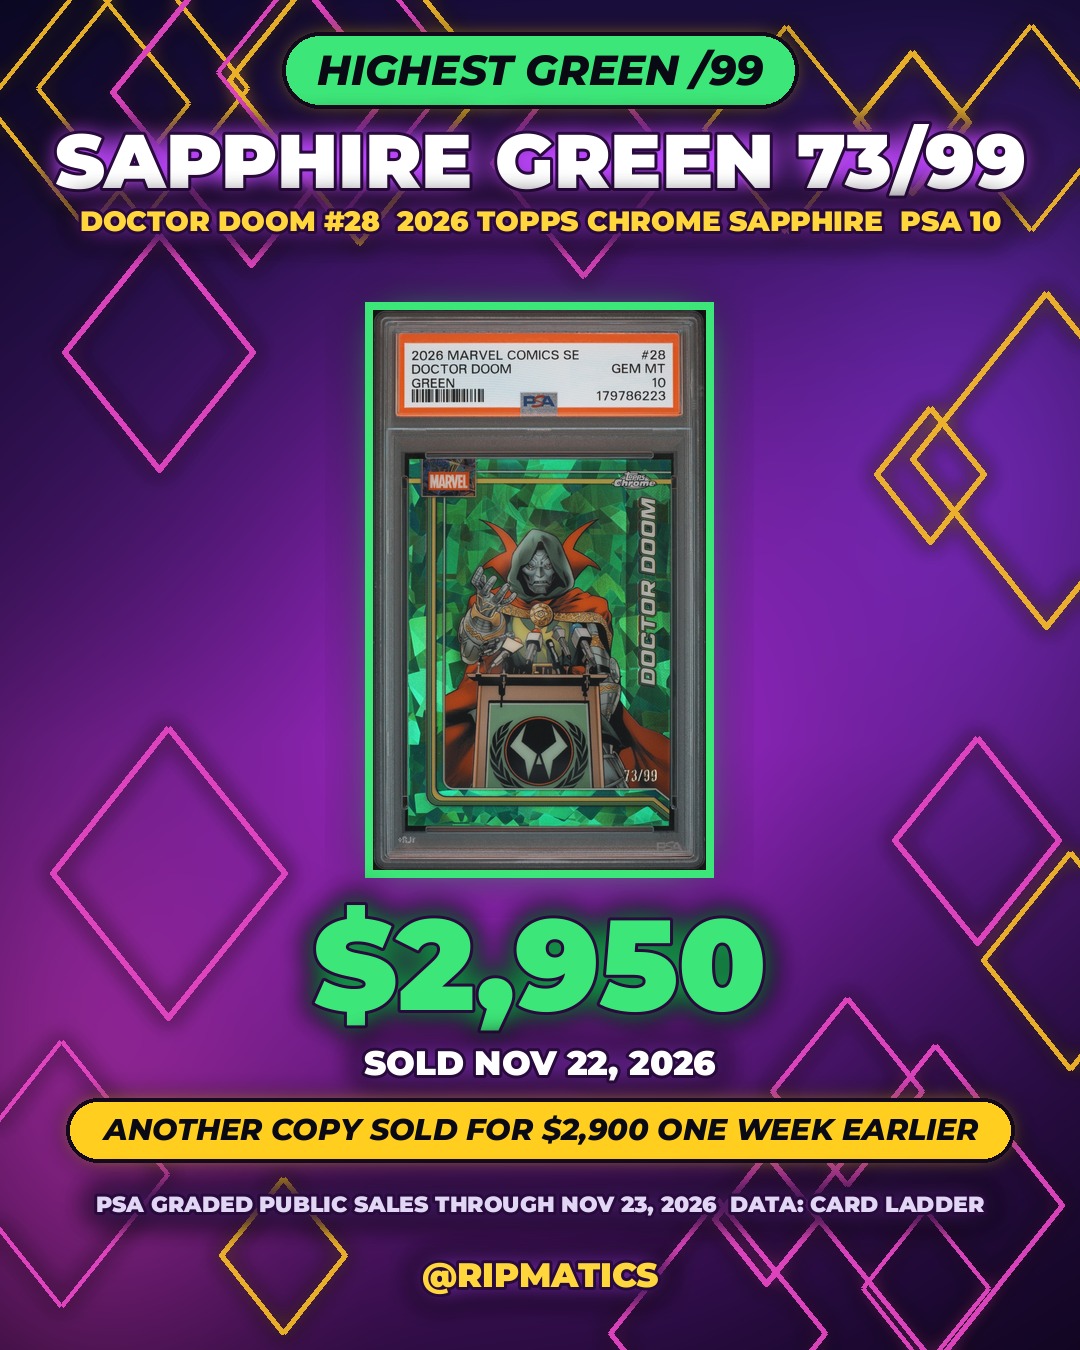 HIGHEST GREEN /99
SAPPHIRE GREEN 73/99
DOCTOR DOOM #28 2026 TOPPS CHROME SAPPHIRE PSA 10
2026 MARVEL COMICS SE #28
DOCTOR DOOM GEM MT
GREEN 10
PSA 179786223
MARVEL
Topps Chrome
DOCTOR DOOM
73/99
PSA
$2,950
SOLD NOV 22, 2026
ANOTHER COPY SOLD FOR $2,900 ONE WEEK EARLIER
PSA GRADED PUBLIC SALES THROUGH NOV 23, 2026 DATA: CARD LADDER
@RIPMATICS